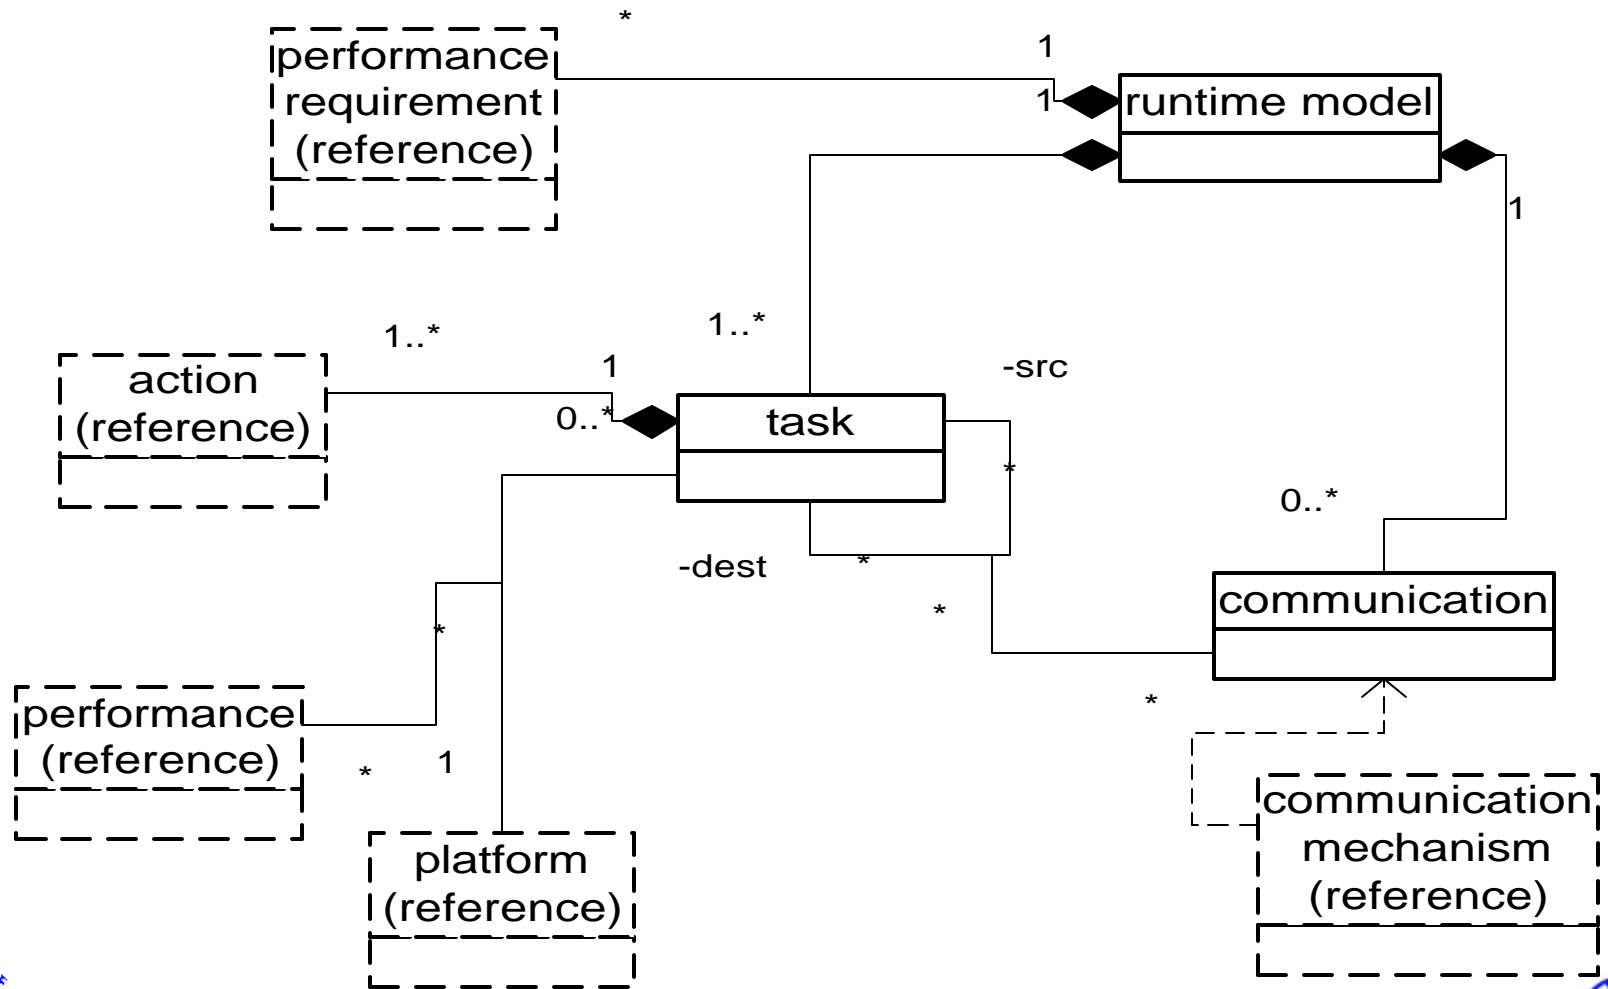 *
performance
requirement
(reference)
1
1
runtime model
1
1..*
1..*
1
-src
action
(reference)
0..*
task
*
0..*
-dest
*
*
communication
*
performance
(reference)
*
1
*
communication
mechanism
(reference)
platform
(reference)
*